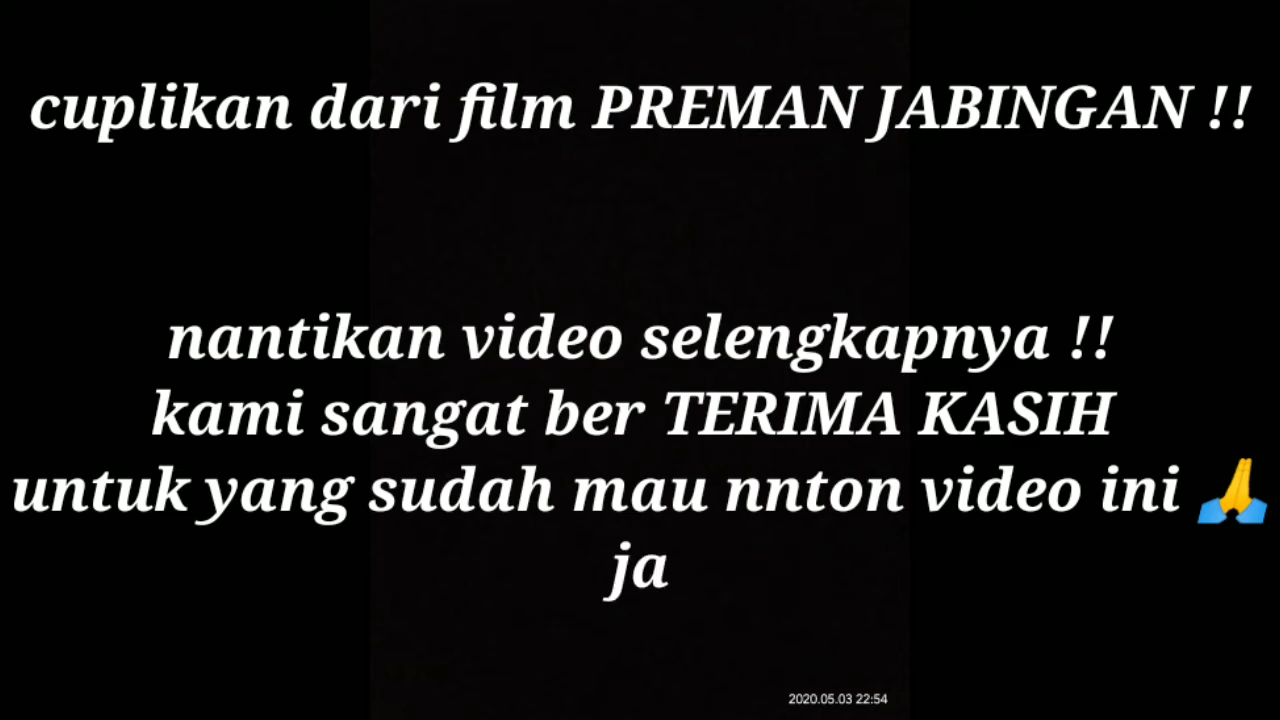 cuplikan dari film PREMAN JABINGAN !!
nantikan video selengkapnya !!
kami sangat ber TERIMA KASIH
untuk yang sudah mau nnton video ini 🙏
ja
2020.05.03 22:54